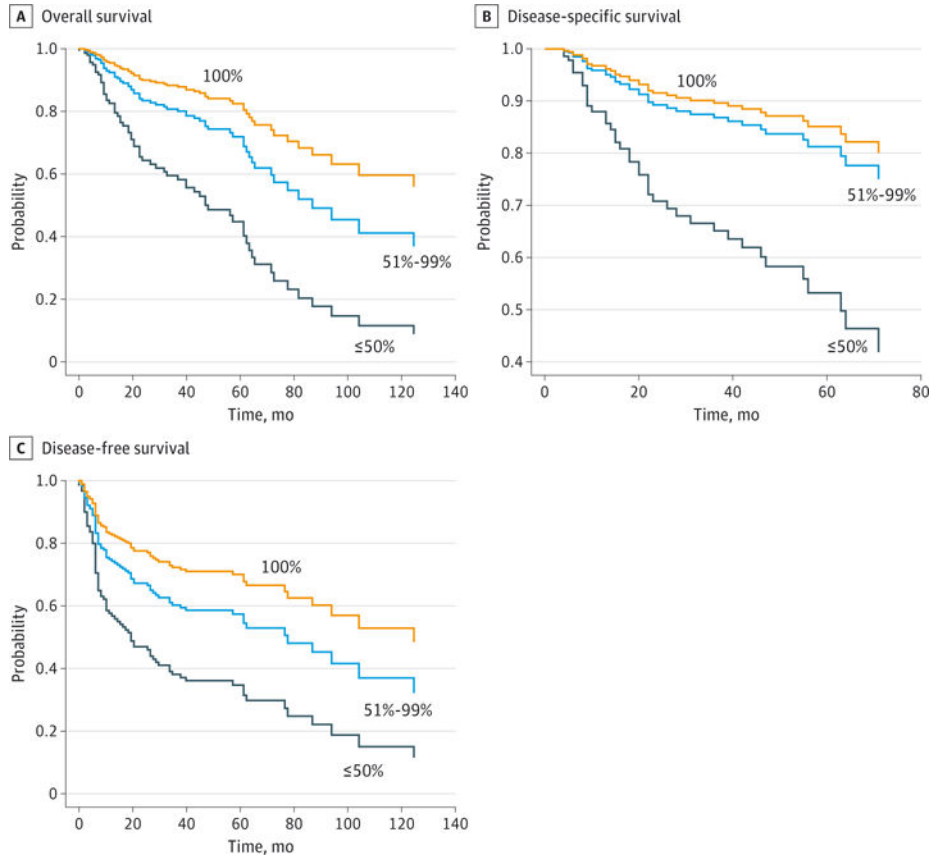 A Overall survival
1.0
0.8
0.6
0.4
0.2
0
Probability
100%
51%-99%
≤50%
0 20 40 60 80 100 120 140
Time, mo
B Disease-specific survival
1.0
0.9
0.8
0.7
0.6
0.5
0.4
Probability
100%
51%-99%
≤50%
0 20 40 60 80
Time, mo
C Disease-free survival
1.0
0.8
0.6
0.4
0.2
0
Probability
100%
51%-99%
≤50%
0 20 40 60 80 100 120 140
Time, mo